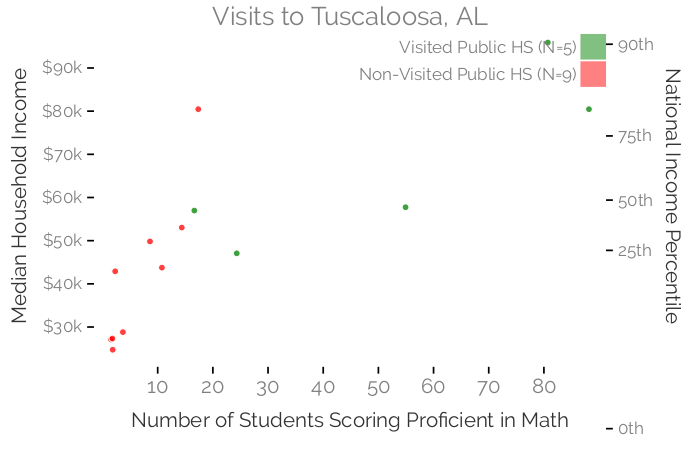 Visits to Tuscaloosa, AL
Visited Public HS (N=5)
Non-Visited Public HS (N=9)
Median Household Income
$90k
$80k
$70k
$60k
$50k
$40k
$30k
10 20 30 40 50 60 70 80
Number of Students Scoring Proficient in Math
90th
75th
50th
25th
0th
National Income Percentile